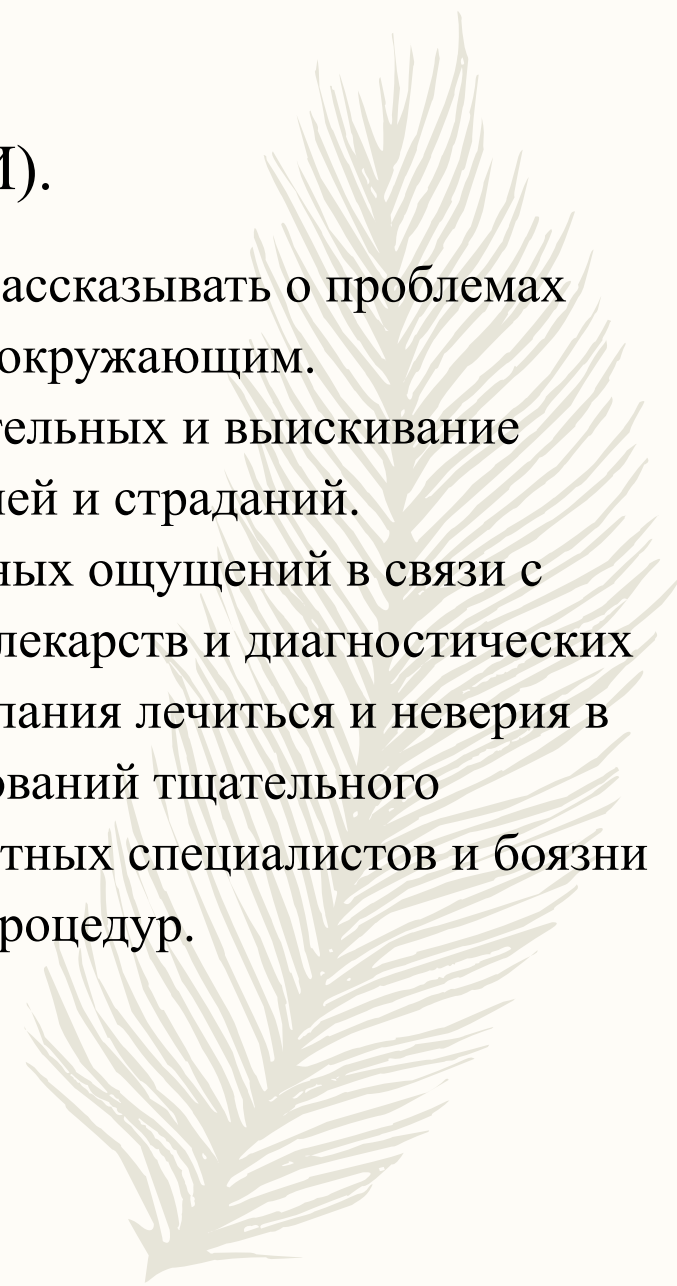 И).
ассказывать о проблемах
окружающим.
тельных и выискивание
ей и страданий.
ных ощущений в связи с
лекарств и диагностических
лания лечиться и неверия в
ований тщательного
тных специалистов и боязни
роцедур.